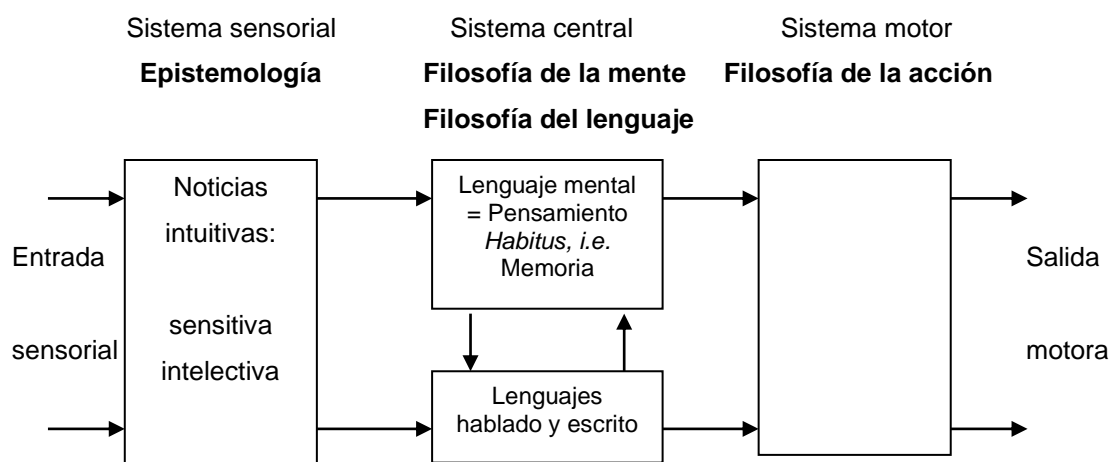 Sistema sensorial
Epistemología
Sistema central
Filosofía de la mente
Filosofía del lenguaje
Sistema motor
Filosofía de la acción
Entrada
sensorial
Noticias
intuitivas:
sensitiva
intelectiva
Lenguaje mental
= Pensamiento
Habitus, i.e.
Memoria
Lenguajes
hablado y escrito
Salida
motora